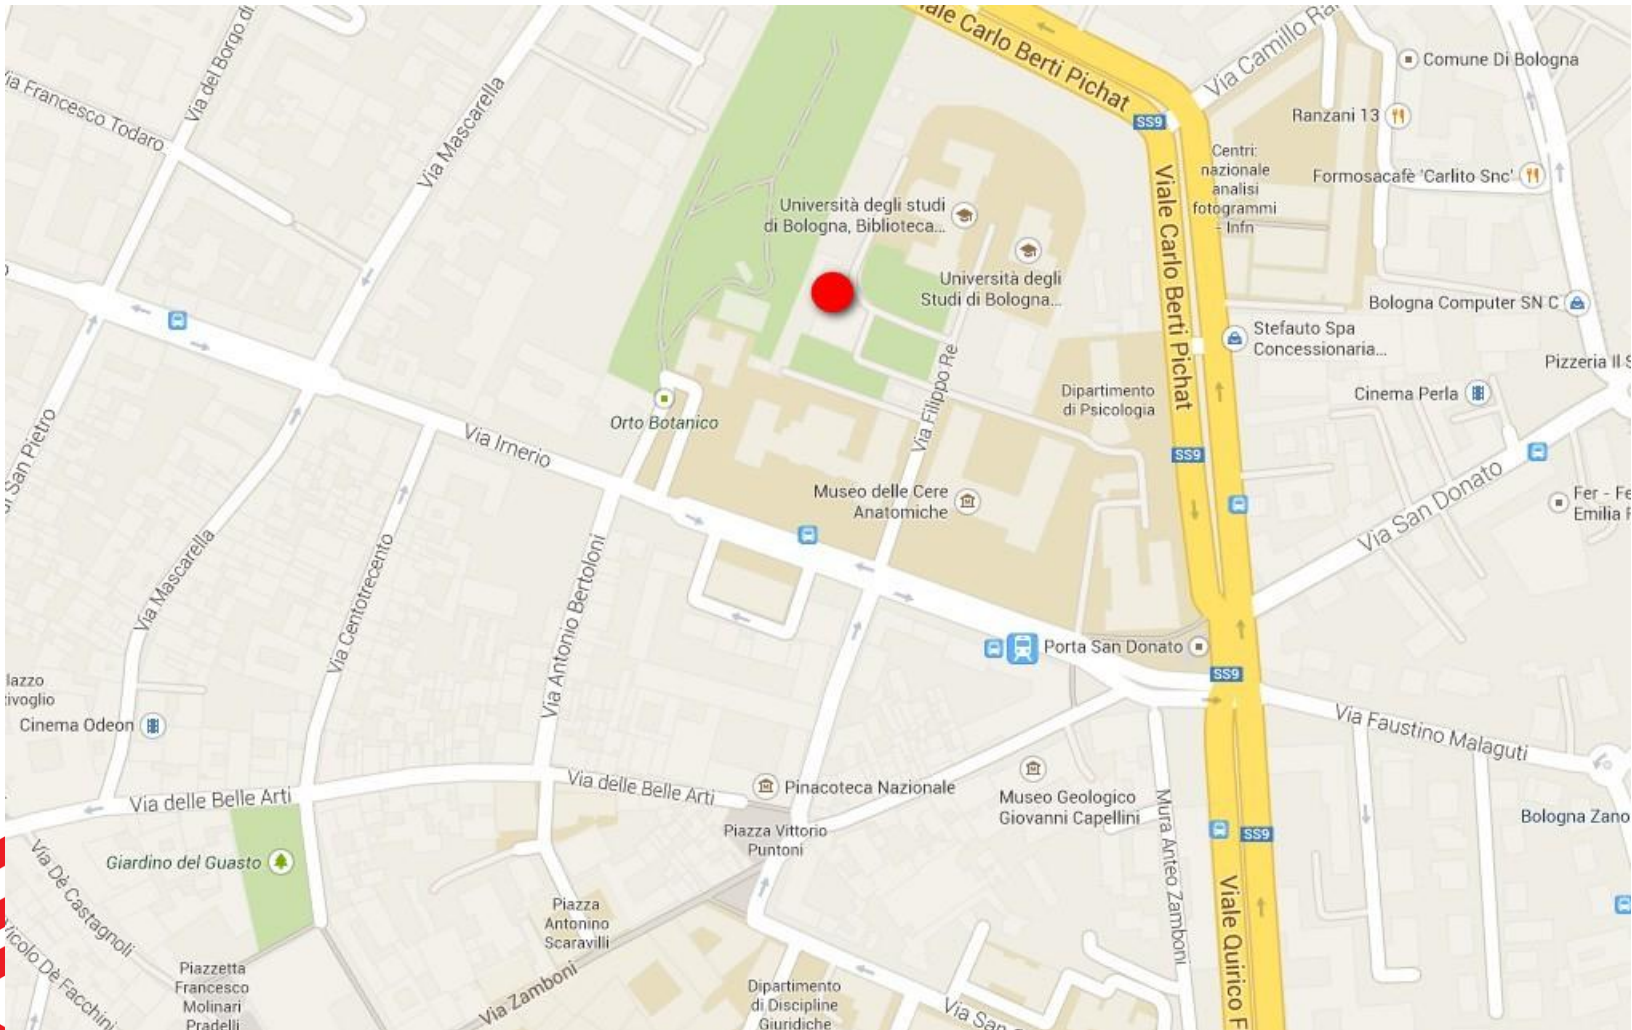 Viale Carlo Berti Pichat
Via Camillo
Comune Di Bologna
Via del Borgo di
Via Francesco Todaro
Via Mascarella
Ranzani 13
SS9
Centri:
nazionale
analisi
fotogrammi
- Infn
Formosacafè 'Carlito Snc'
Viale Carlo Berti Pichat
Università degli studi
di Bologna, Biblioteca...
Università degli
Studi di Bologna...
Bologna Computer SN C
Stefauto Spa
Concessionaria...
Pizzeria Il S
Cinema Perla
Dipartimento
di Psicologia
Via Filippo Re
Orto Botanico
San Pietro
Via Irnerio
SS9
Via San Donato
Museo delle Cere
Anatomiche
Fer - Fe
Emilia
Via Mascarella
Via Centotrecento
Via Antonio Bertoloni
Porta San Donato
SS9
lazzo
ivoglio
Cinema Odeon
Via Faustino Malaguti
Via delle Belle Arti
Via delle Belle Arti
Pinacoteca Nazionale
Museo Geologico
Giovanni Capellini
Mura Anteo Zamboni
Bologna Zano
Piazza Vittorio
Puntoni
SS9
Via Dè Castagnoli
Giardino del Guasto
Viale Quirico F
Piazza
Antonino
Scaravilli
Vicolo Dè Facchini
Piazzetta
Francesco
Molinari
Pradelli
Via Zamboni
Dipartimento
di Discipline
Giuridiche
Via San